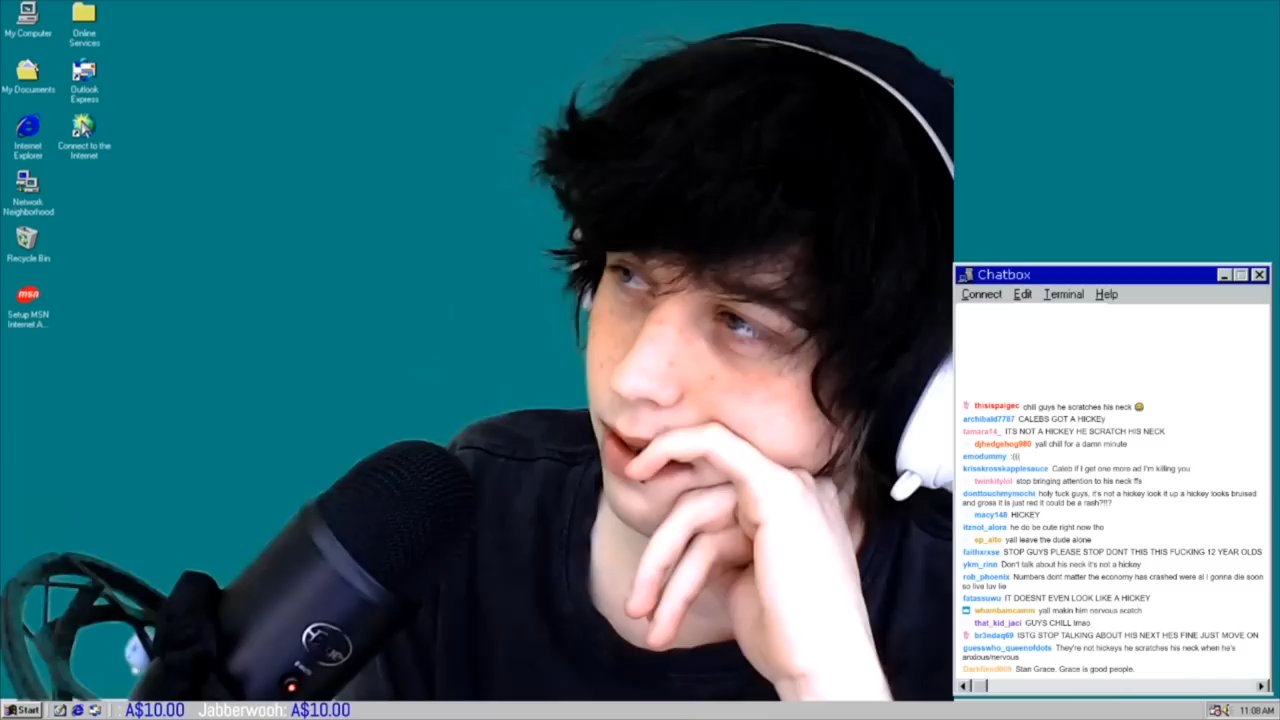 My Computer
Online
Services
My Documents
Outlook
Express
Internet
Explorer
Connect to the
Internet
Network
Neighborhood
Recycle Bin
msn
Setup MSN
Internet A...
Chatbox
Connect Edit Terminal Help
thisispaigec chill guys he scratches his neck 😂
archibald7787 CALEBS GOT A HICKEy
tamara14_ ITS NOT A HICKEY HE SCRATCH HIS NECK
djhedgehog980 yall chill for a damn minute
emodummy :(((
krisskrosskapplesauce Caleb if I get one more ad I'm killing you
twinkitylol stop bringing attention to his neck ffs
donttouchmymochi holy fuck guys, it's not a hickey look it up a hickey looks bruised
and gross it is just red it could be a rash?!!?
macy148 HICKEY
itznot_alora he do be cute right now tho
yall leave the dude alone
faithxrxse STOP GUYS PLEASE STOP DONT THIS THIS FUCKING 12 YEAR OLDS
ykm_rinn Don't talk about his neck it's not a hickey
rob_phoenix Numbers dont matter the economy has crashed were al l gonna die soon
so live luv lie
fatassuwu IT DOESNT EVEN LOOK LIKE A HICKEY
whambamcamm yall makin him nervous scatch
that_kid_jaci GUYS CHILL lmao
br3ndaq69 ISTG STOP TALKING ABOUT HIS NEXT HES FINE JUST MOVE ON
guesswho_queenofdots They're not hickeys he scratches his neck when he's
anxious/nervous
Stan Grace. Grace is good people.
Start : A$10.00 Jabberwooh: A$10.00 11:08 AM